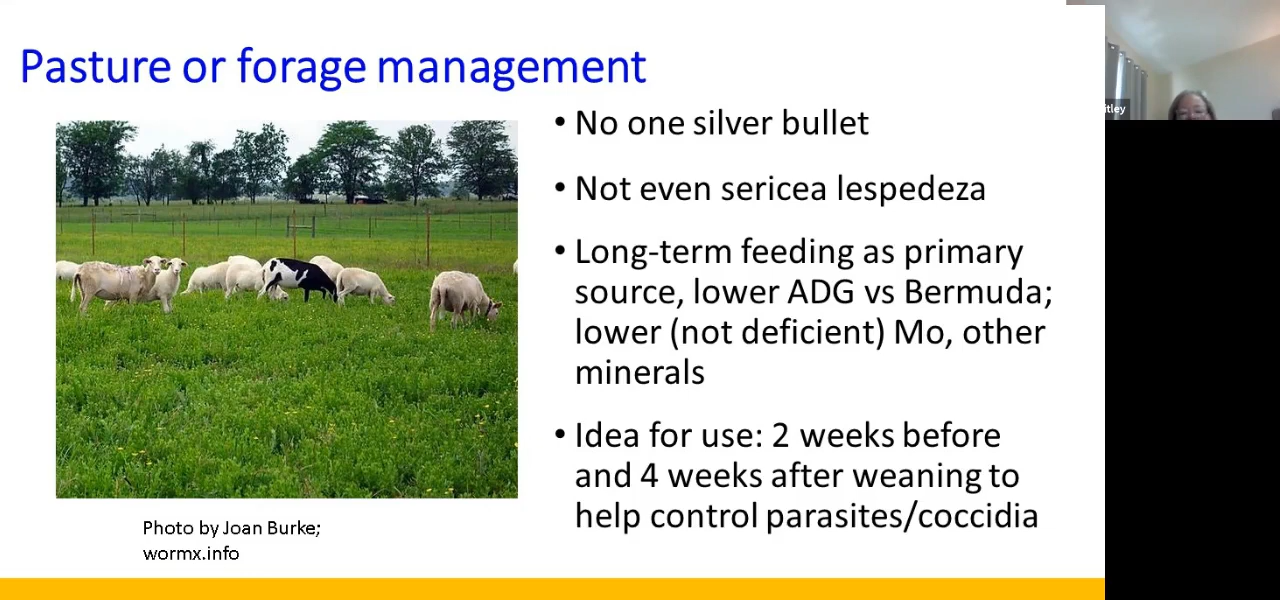 Pasture or forage management
• No one silver bullet
• Not even sericea lespedeza
• Long-term feeding as primary
source, lower ADG vs Bermuda;
lower (not deficient) Mo, other
minerals
• Idea for use: 2 weeks before
and 4 weeks after weaning to
help control parasites/coccidia
Photo by Joan Burke;
wormx.info